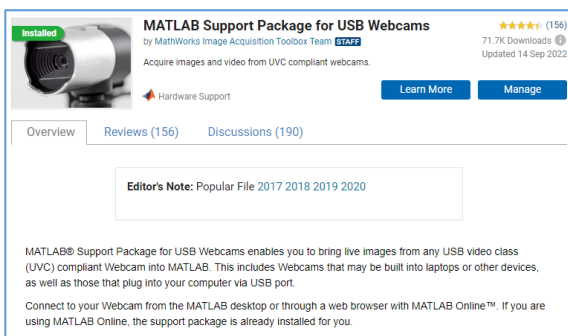 Installed
MATLAB Support Package for USB Webcams
by MathWorks Image Acquisition Toolbox Team STAFF
Acquire images and video from UVC compliant webcams.
Hardware Support
(156)
71.7K Downloads
Updated 14 Sep 2022
Learn More
Manage
Overview
Reviews (156)
Discussions (190)
Editor's Note: Popular File 2017 2018 2019 2020
MATLAB® Support Package for USB Webcams enables you to bring live images from any USB video class
(UVC) compliant Webcam into MATLAB. This includes Webcams that may be built into laptops or other devices,
as well as those that plug into your computer via USB port.
Connect to your Webcam from the MATLAB desktop or through a web browser with MATLAB Online™. If you are
using MATLAB Online, the support package is already installed for you.